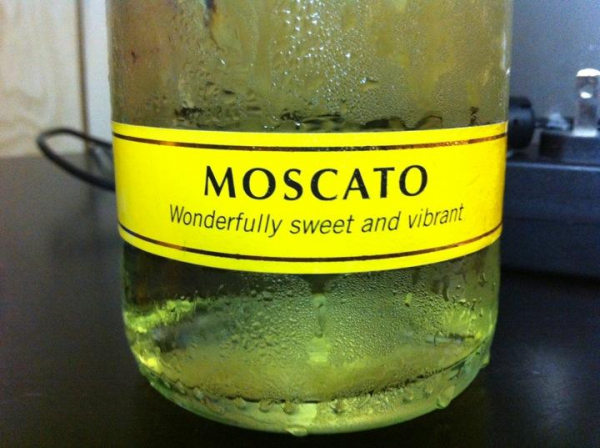 MOSCATO
Wonderfully sweet and vibrant